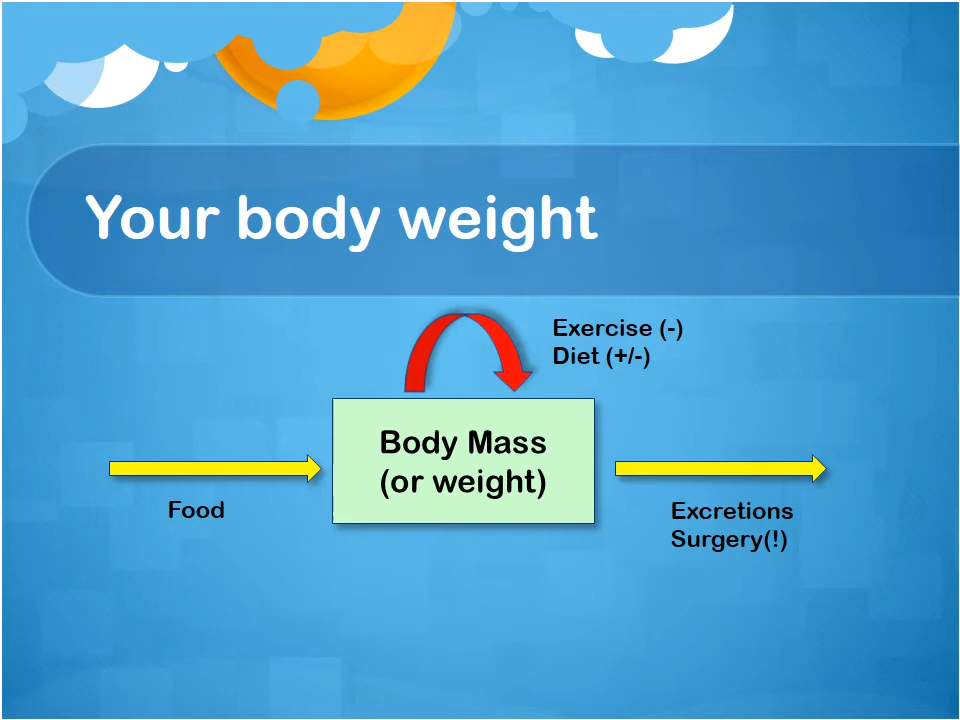 Your body weight
Exercise (-)
Diet (+/-)
Body Mass
(or weight)
Food
Excretions
Surgery(!)